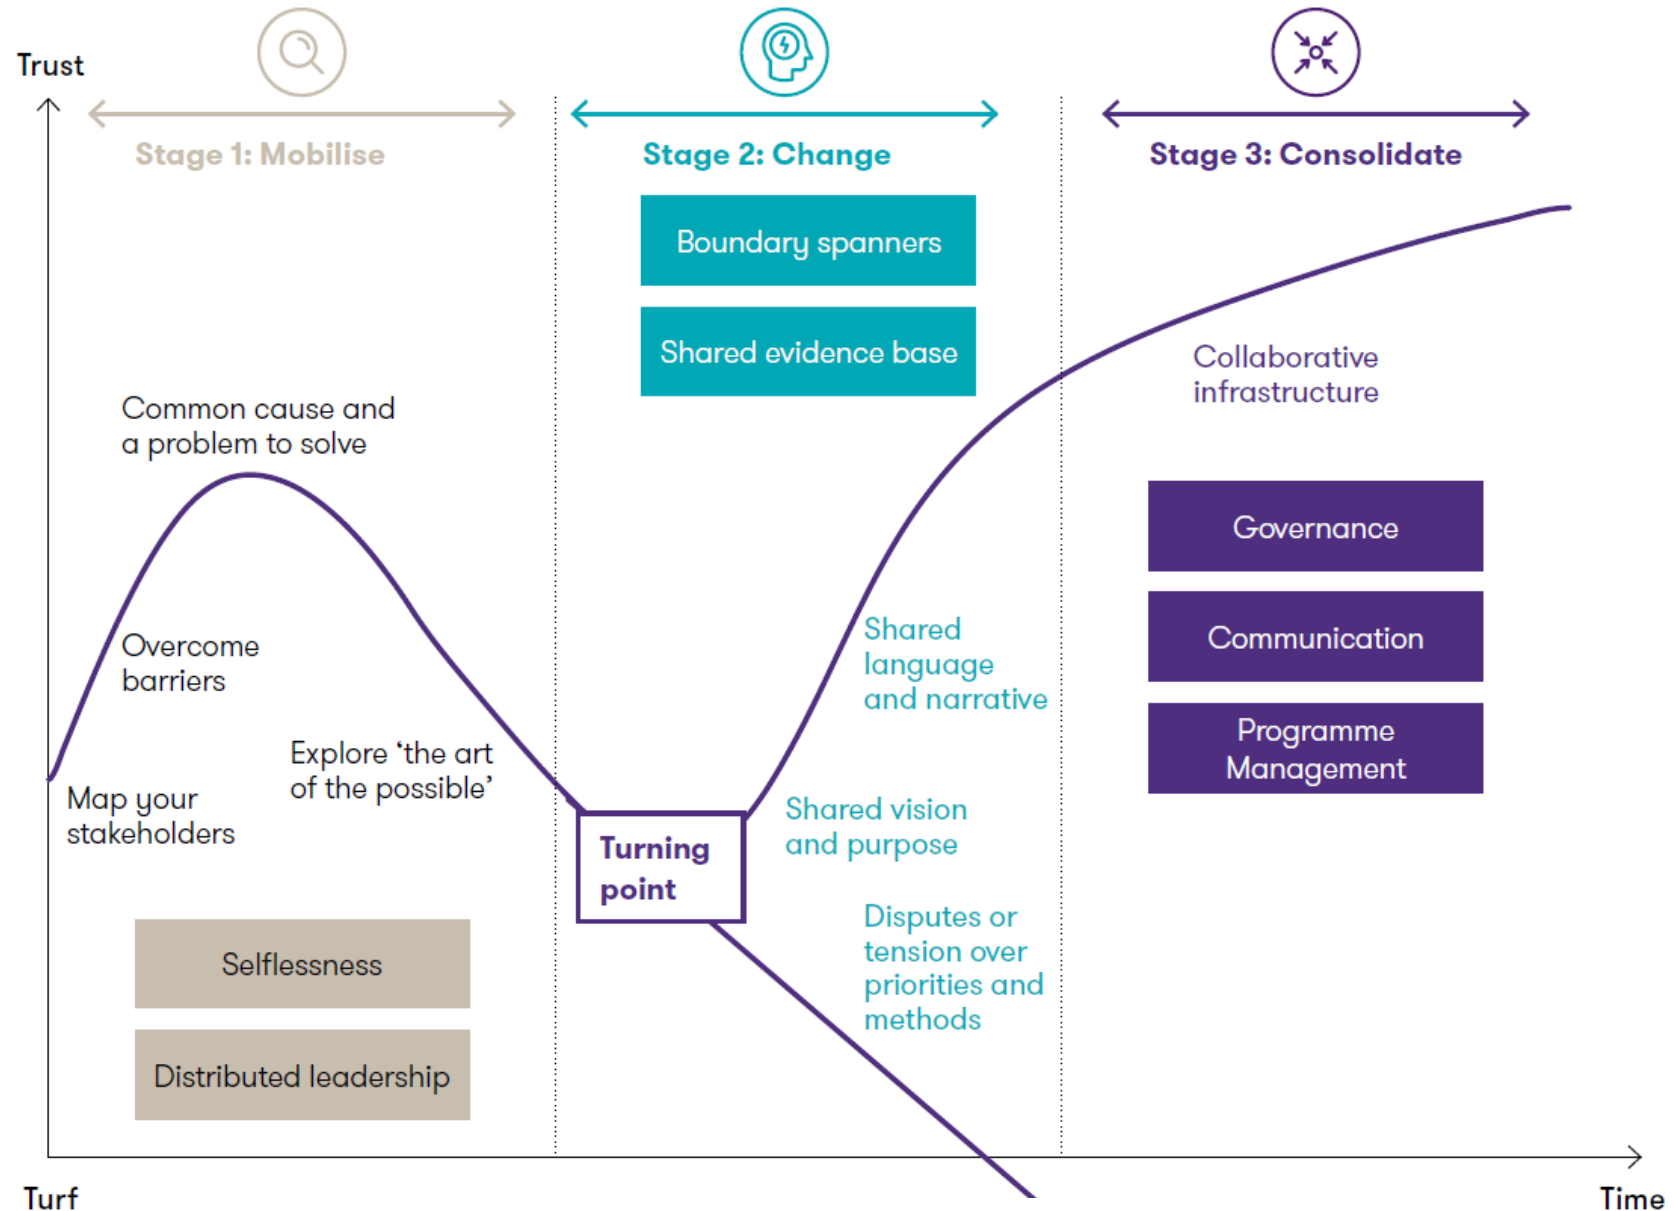 Trust
Stage 1: Mobilise
Stage 2: Change
Stage 3: Consolidate
Boundary spanners
Shared evidence base
Common cause and
a problem to solve
Overcome
barriers
Explore ‘the art
of the possible’
Map your
stakeholders
Selflessness
Distributed leadership
Turning
point
Shared
language
and narrative
Shared vision
and purpose
Disputes or
tension over
priorities and
methods
Collaborative
infrastructure
Governance
Communication
Programme
Management
Turf
Time